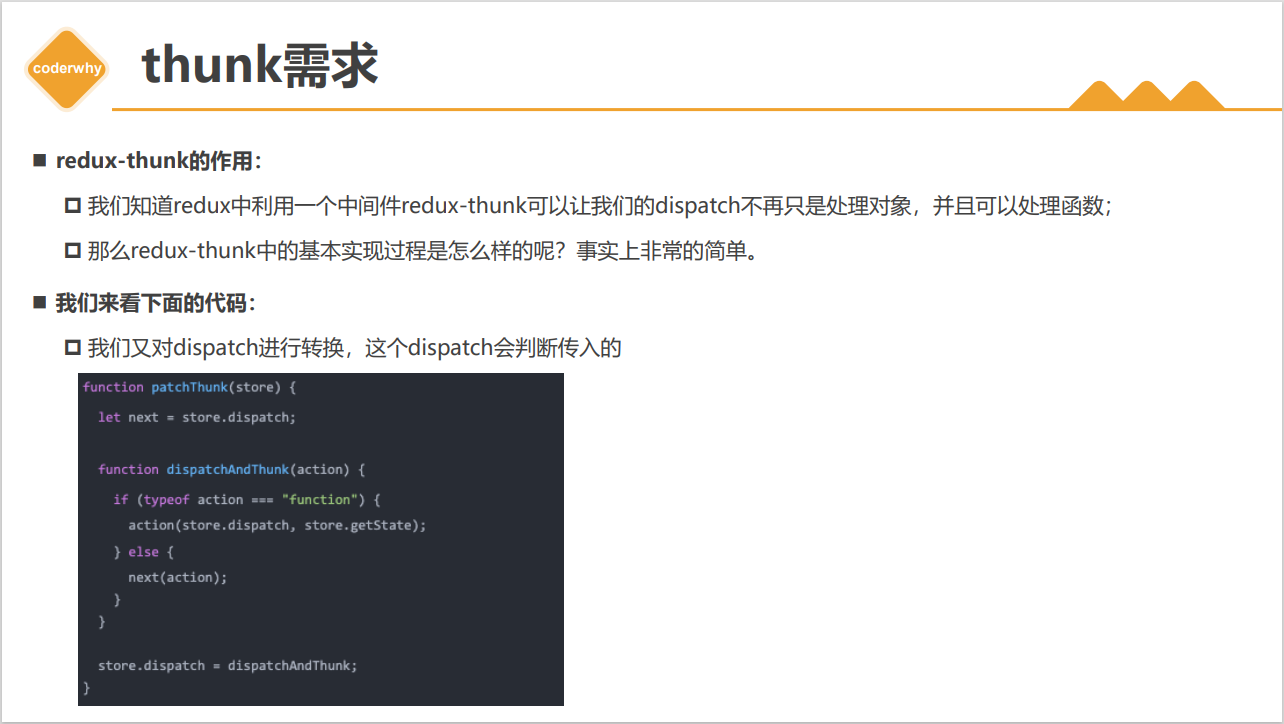 coderwhy
thunk需求
redux-thunk的作用：
我们知道redux中利用一个中间件redux-thunk可以让我们的dispatch不再只是处理对象，并且可以处理函数；
那么redux-thunk中的基本实现过程是怎么样的呢？事实上非常的简单。
我们来看下面的代码：
我们又对dispatch进行转换，这个dispatch会判断传入的
function patchThunk(store) {
  let next = store.dispatch;
  function dispatchAndThunk(action) {
    if (typeof action === "function") {
      action(store.dispatch, store.getState);
    } else {
      next(action);
    }
  }
  store.dispatch = dispatchAndThunk;
}